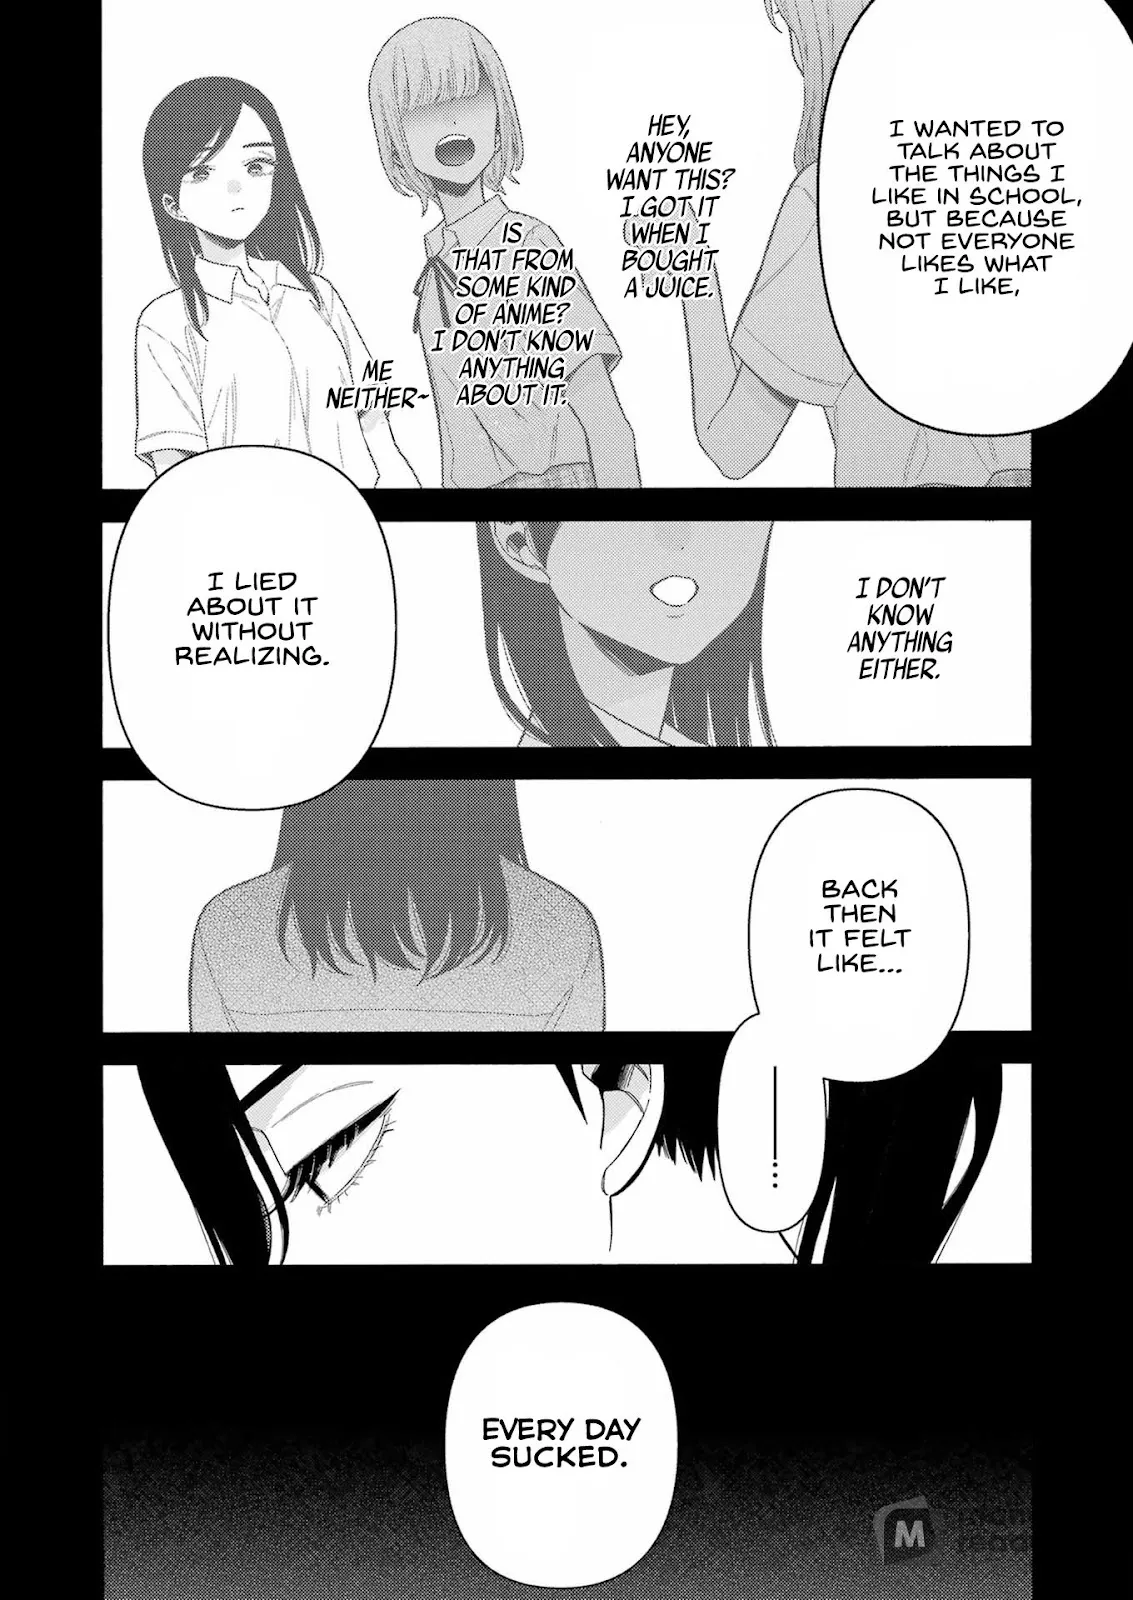 I WANTED TO
TALK ABOUT
THE THINGS I
LIKE IN SCHOOL,
BUT BECAUSE
NOT EVERYONE
LIKES WHAT
I LIKE,
HEY,
ANYONE
WANT THIS?
I GOT IT
WHEN I
BOUGHT
A JUICE.
IS
THAT FROM
SOME KIND
OF ANIME?
I DON'T KNOW
ANYTHING
ABOUT IT.
ME
NEITHER~
I DON'T
KNOW
ANYTHING
EITHER.
I LIED
ABOUT IT
WITHOUT
REALIZING.
BACK
THEN
IT FELT
LIKE...
EVERY DAY
SUCKED.
M
read